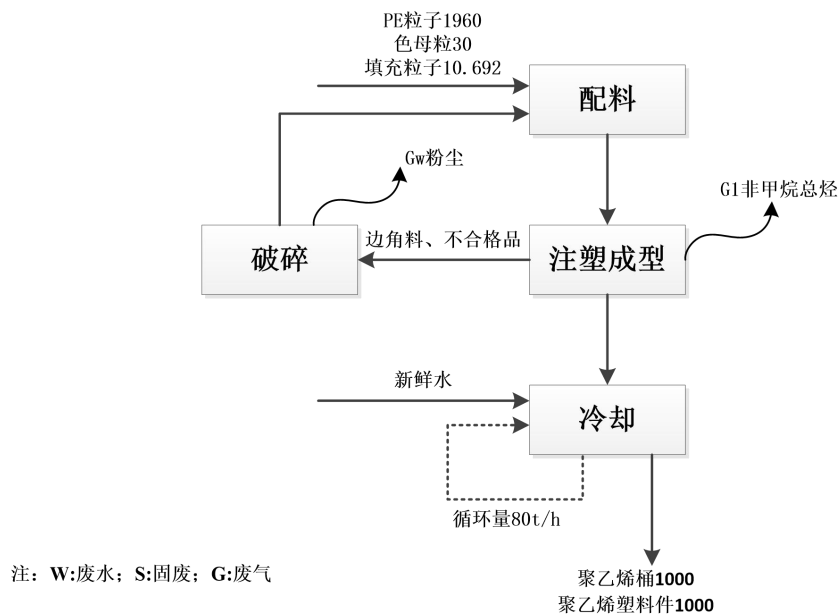 PE粒子1960
色母粒30
填充粒子10.692
配料
Gw粉尘
G1非甲烷总烃
破碎
边角料、不合格品
注塑成型
新鲜水
冷却
循环量80t/h
注：W:废水；S:固废；G:废气
聚乙烯桶1000
聚乙烯塑料件1000